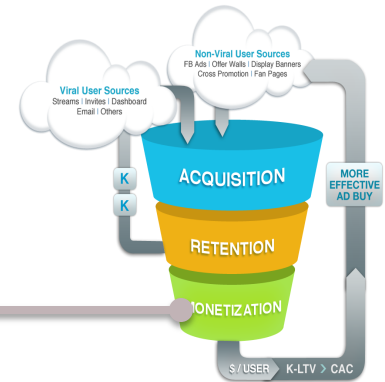 Non-Viral User Sources
FB Ads | Offer Walls | Display Banners
Cross Promotion | Fan Pages
Viral User Sources
Streams | Invites | Dashboard
Email | Others
K
K
ACQUISITION
MORE
EFFECTIVE
AD BUY
RETENTION
MONETIZATION
$ / USER K-LTV > CAC